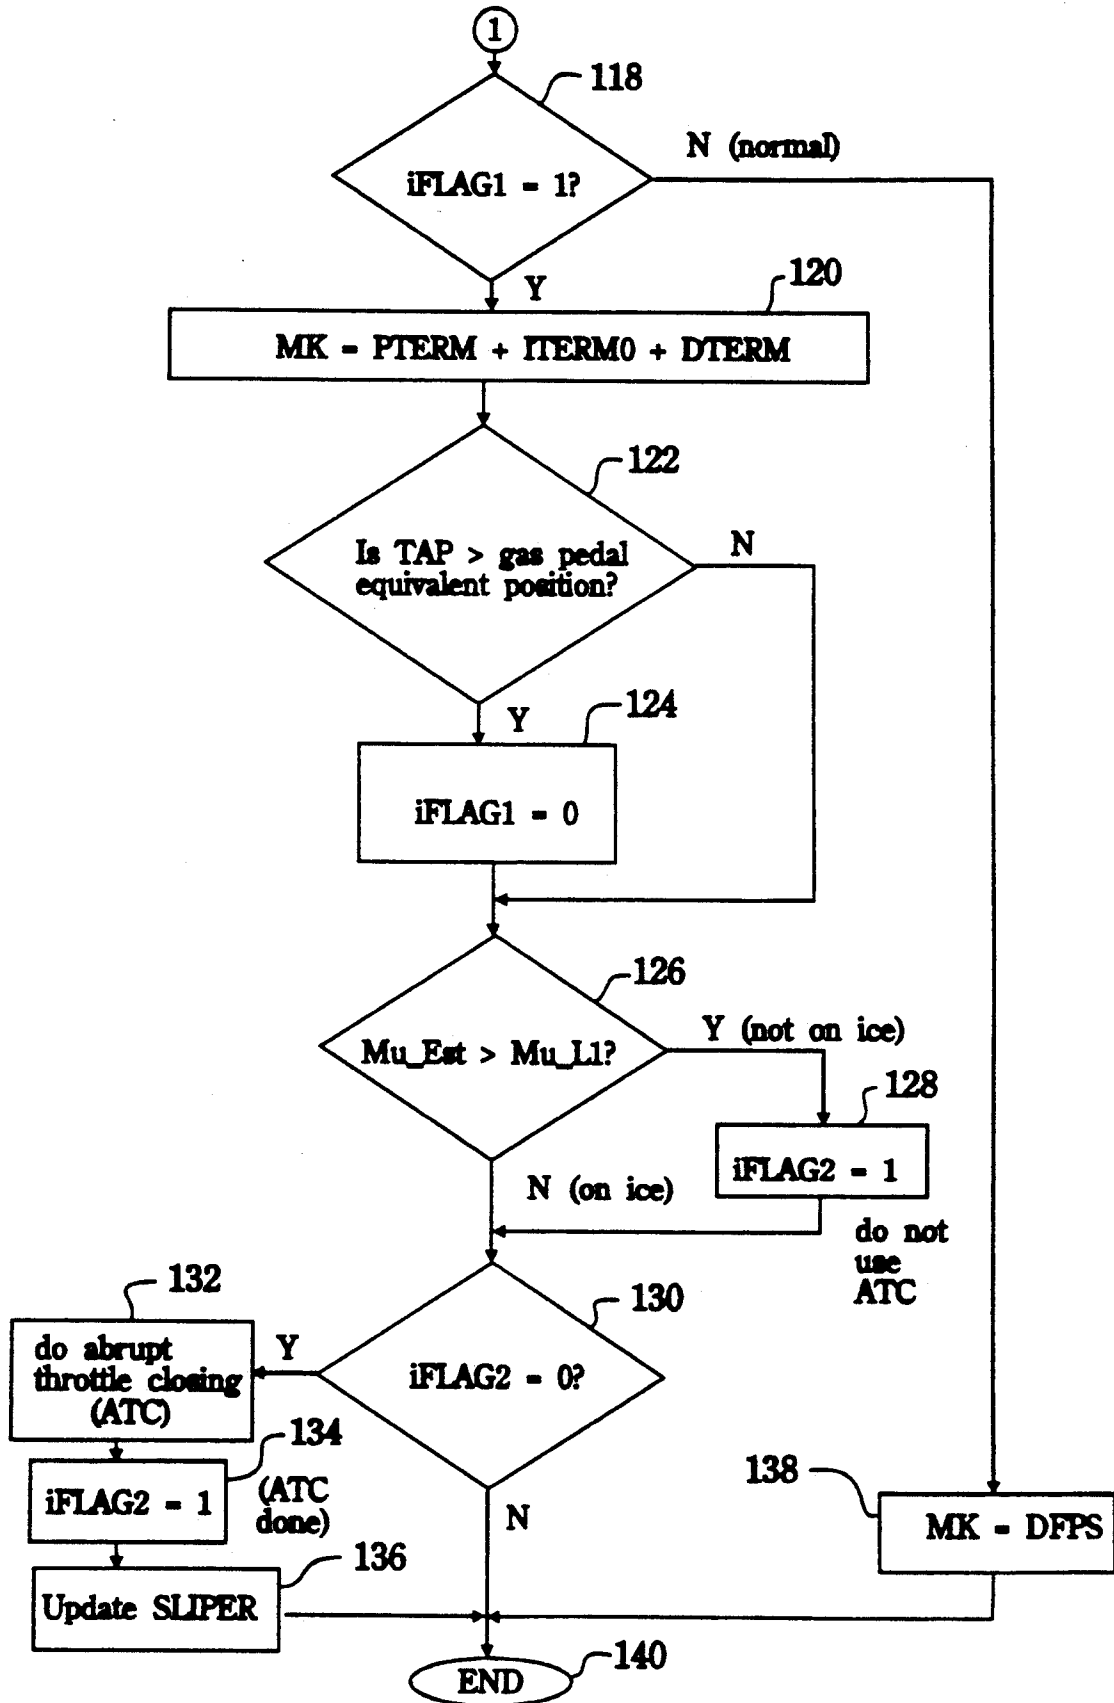 1
118
N (normal)
iFLAG1 = 1?
Y
120
MK = PTERM + ITERM0 + DTERM
122
N
Is TAP > gas pedal
equivalent position?
Y
124
iFLAG1 = 0
126
Mu_Est > Mu_L1?
Y (not on ice)
128
iFLAG2 = 1
N (on ice)
do not
use
ATC
130
iFLAG2 = 0?
Y
132
do abrupt
throttle closing
(ATC)
134
iFLAG2 = 1
(ATC
done)
N
136
Update SLIPER
138
MK = DFPS
END
140